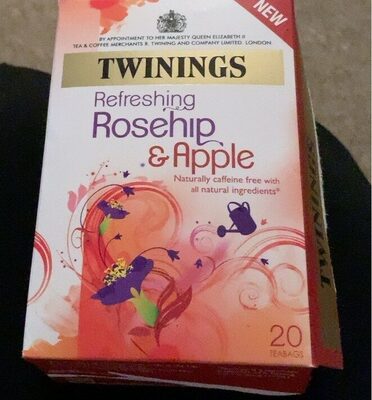 NEW
BY APPOINTMENT TO HER MAJESTY QUEEN ELIZABETH II
TEA & COFFEE MERCHANTS R. TWINING AND COMPANY LIMITED. LONDON.
TWININGS
Refreshing
Rosehip
& Apple
Naturally caffeine free with
all natural ingredients*
20
TEABAGS
TWININGS